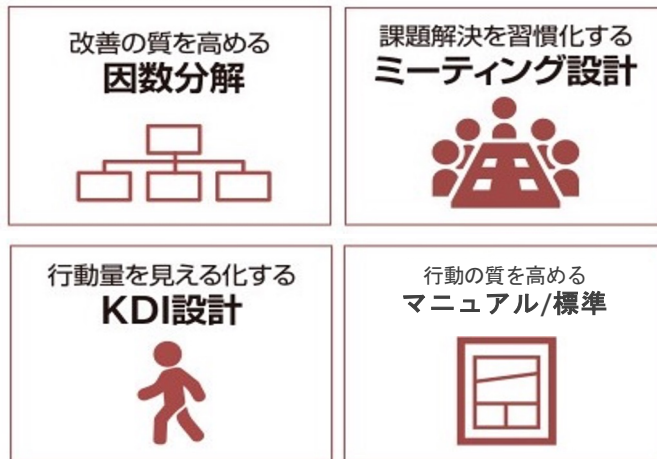 改善の質を高める
因数分解
課題解決を習慣化する
ミーティング設計
行動量を見える化する
KDI設計
行動の質を高める
マニュアル/標準